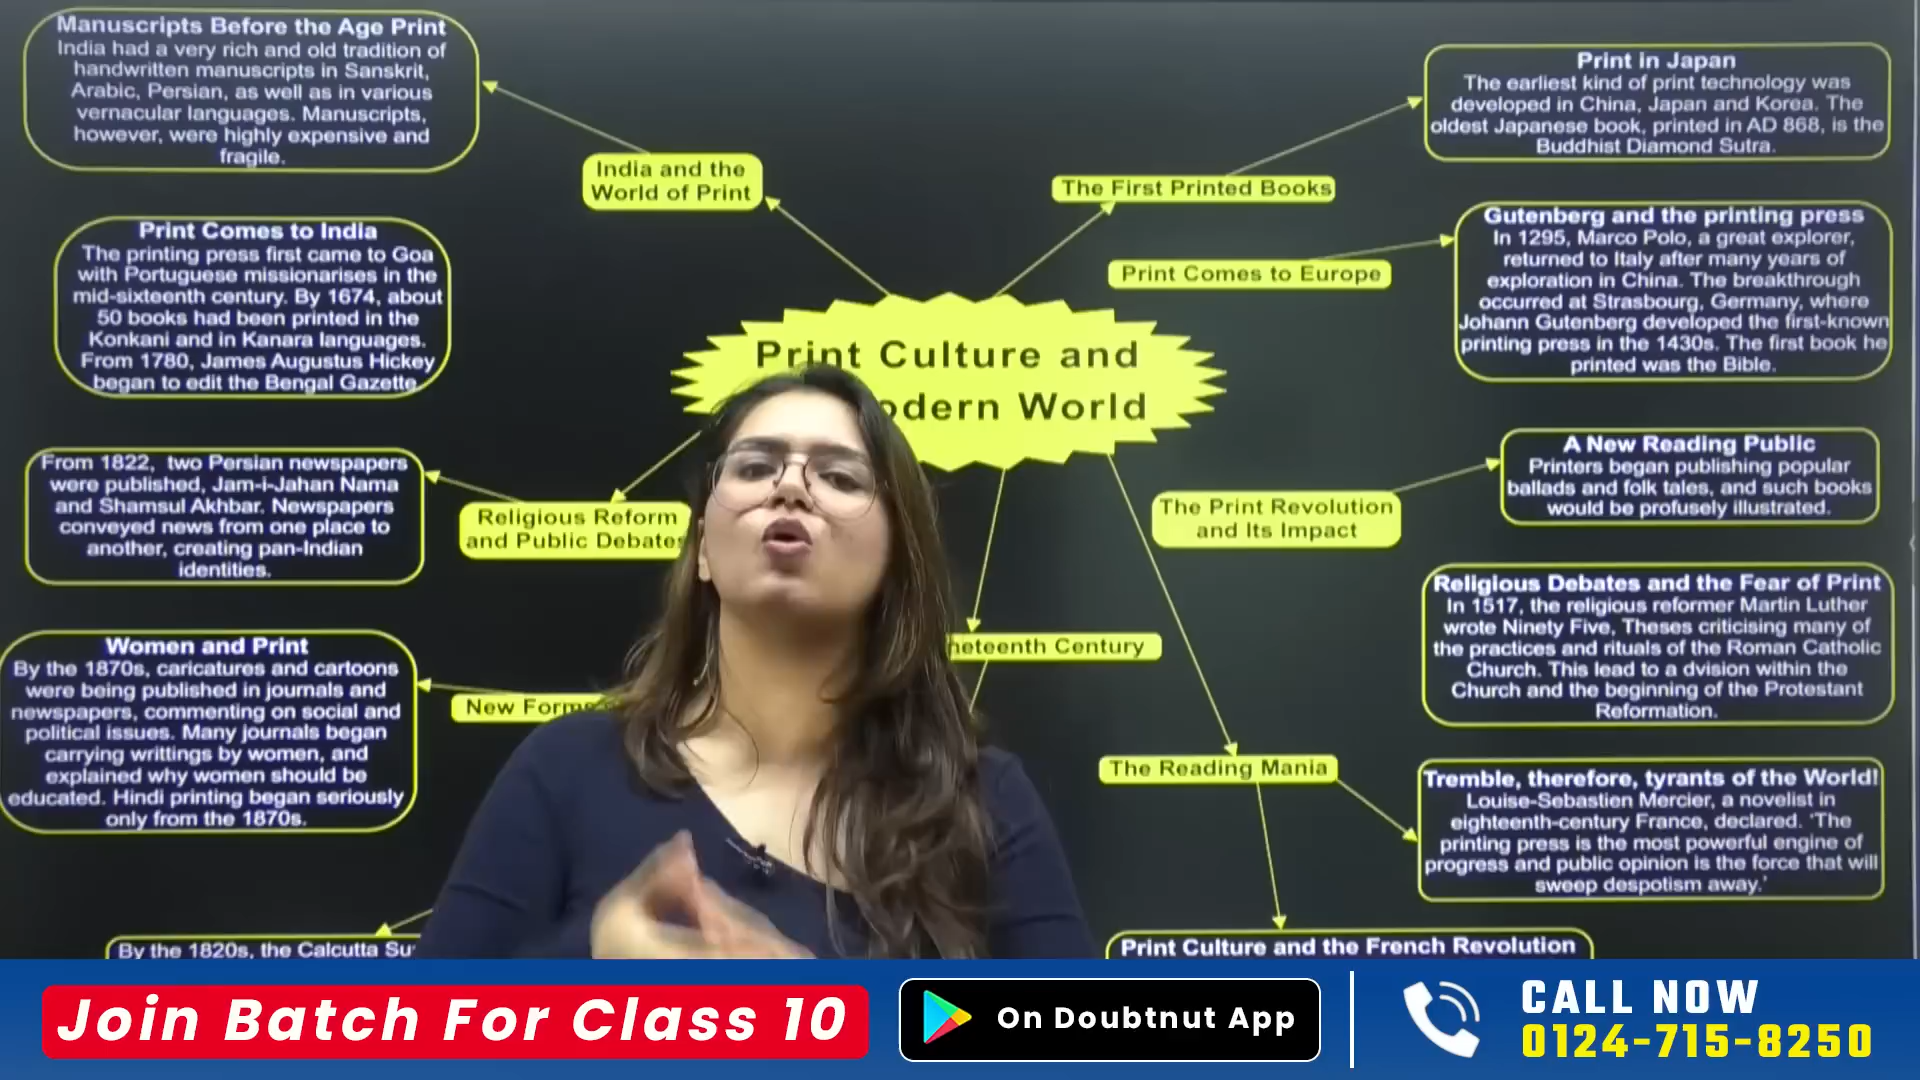 Manuscripts Before the Age Print
India had a very rich and old tradition of
handwritten manuscripts in Sanskrit,
Arabic, Persian, as well as in various
vernacular languages. Manuscripts,
however, were highly expensive and
fragile.
India and the
World of Print
The First Printed Books
Print in Japan
The earliest kind of print technology was
developed in China, Japan and Korea. The
oldest Japanese book, printed in AD 868, is the
Buddhist Diamond Sutra.
Print Comes to India
The printing press first came to Goa
with Portuguese missionarises in the
mid-sixteenth century. By 1674, about
50 books had been printed in the
Konkani and in Kanara languages.
From 1780, James Augustus Hickey
began to edit the Bengal Gazette
Print Comes to Europe
Gutenberg and the printing press
In 1295, Marco Polo, a great explorer,
returned to Italy after many years of
exploration in China. The breakthrough
occurred at Strasbourg, Germany, where
Johann Gutenberg developed the first-known
printing press in the 1430s. The first book he
printed was the Bible.
Print Culture and
odern World
From 1822, two Persian newspapers
were published, Jam-i-Jahan Nama
and Shamsul Akhbar. Newspapers
conveyed news from one place to
another, creating pan-Indian
identities.
Religious Reform
and Public Debates
The Print Revolution
and Its Impact
A New Reading Public
Printers began publishing popular
ballads and folk tales, and such books
would be profusely illustrated.
Religious Debates and the Fear of Print
In 1517, the religious reformer Martin Luther
wrote Ninety Five, Theses criticising many of
the practices and rituals of the Roman Catholic
Church. This lead to a dvision within the
Church and the beginning of the Protestant
Reformation.
Women and Print
By the 1870s, caricatures and cartoons
were being published in journals and
newspapers, commenting on social and
political issues. Many journals began
carrying writtings by women, and
explained why women should be
educated. Hindi printing began seriously
only from the 1870s.
New Forms
neteenth Century
The Reading Mania
Tremble, therefore, tyrants of the World!
Louise-Sebastien Mercier, a novelist in
eighteenth-century France, declared. 'The
printing press is the most powerful engine of
progress and public opinion is the force that will
sweep despotism away.'
By the 1820s, the Calcutta Su
Print Culture and the French Revolution
Join Batch For Class 10
On Doubtnut App
CALL NOW
0124-715-8250